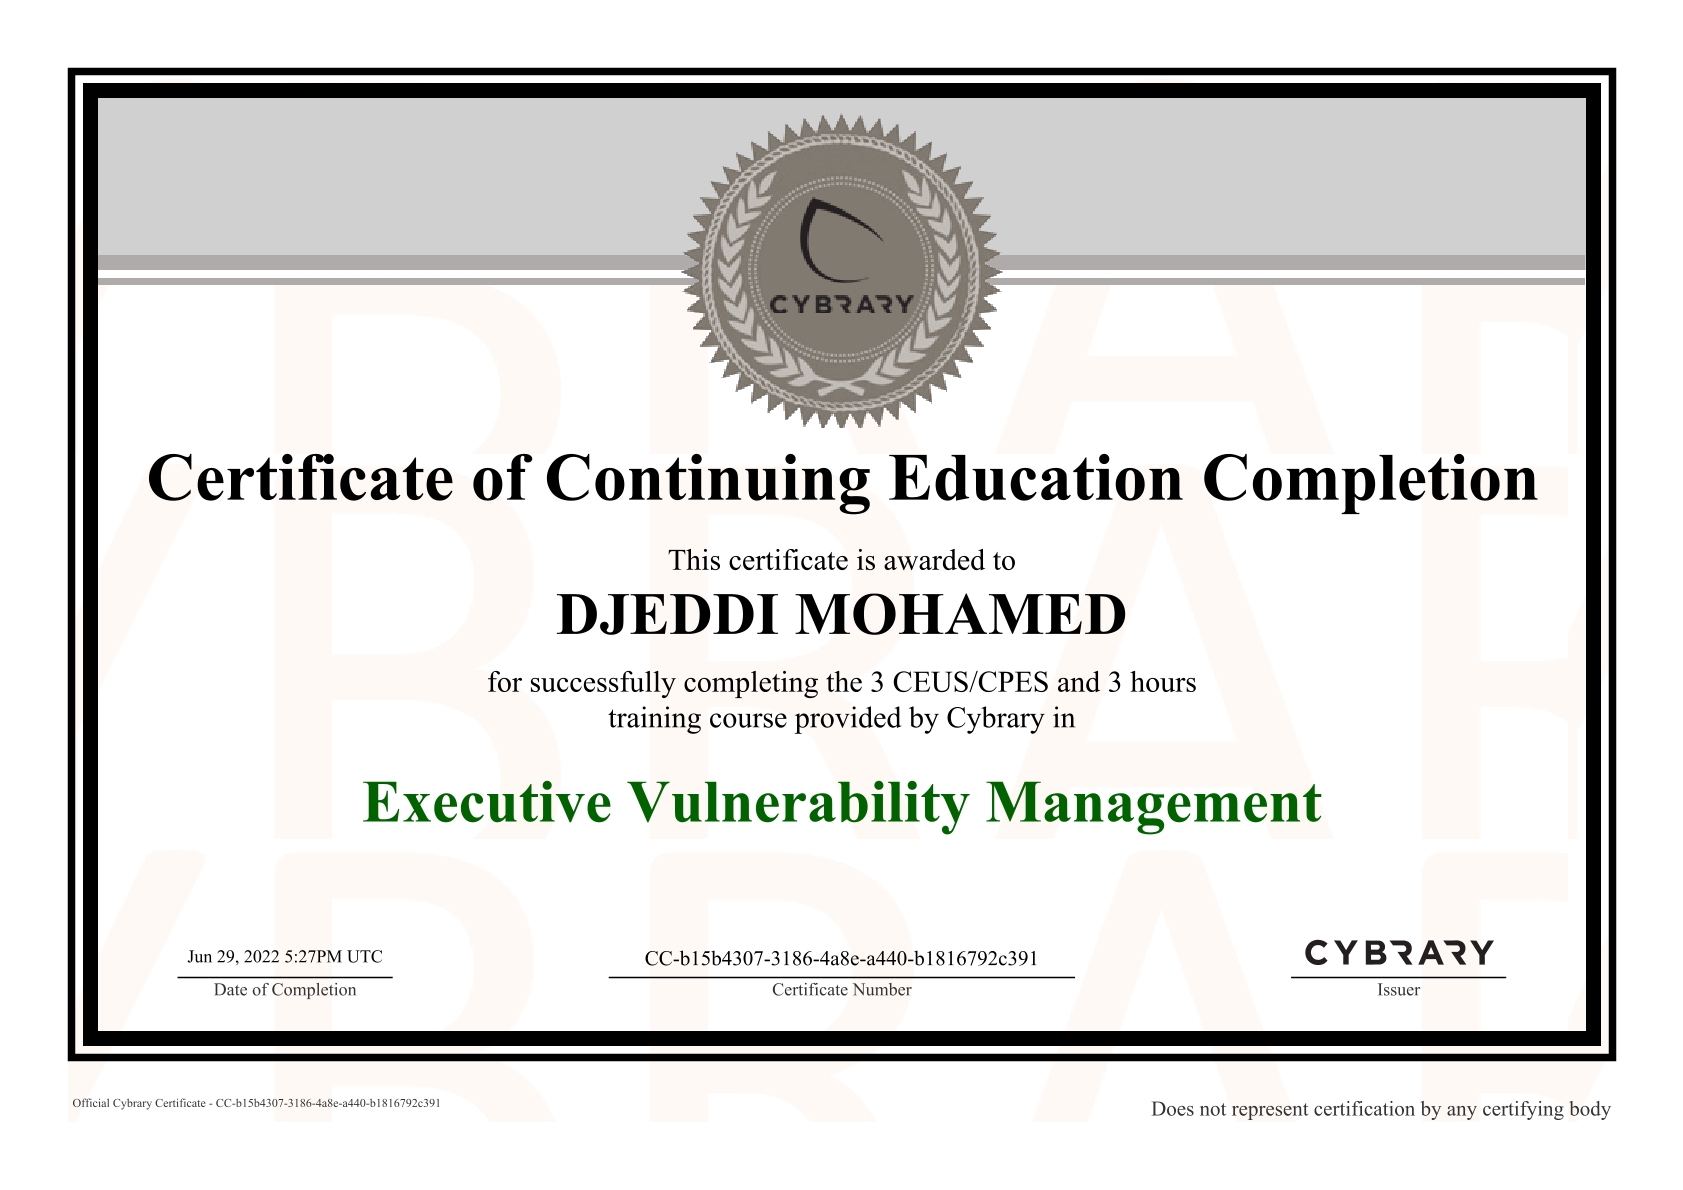 CYBRARY
Certificate of Continuing Education Completion
This certificate is awarded to
DJEDDI MOHAMED
for successfully completing the 3 CEUS/CPES and 3 hours
training course provided by Cybrary in
Executive Vulnerability Management
Jun 29, 2022 5:27PM UTC
Date of Completion
CC-b15b4307-3186-4a8e-a440-b1816792c391
Certificate Number
CYBRARY
Issuer
Official Cybrary Certificate - CC-b15b4307-3186-4a8e-a440-b1816792c391
Does not represent certification by any certifying body